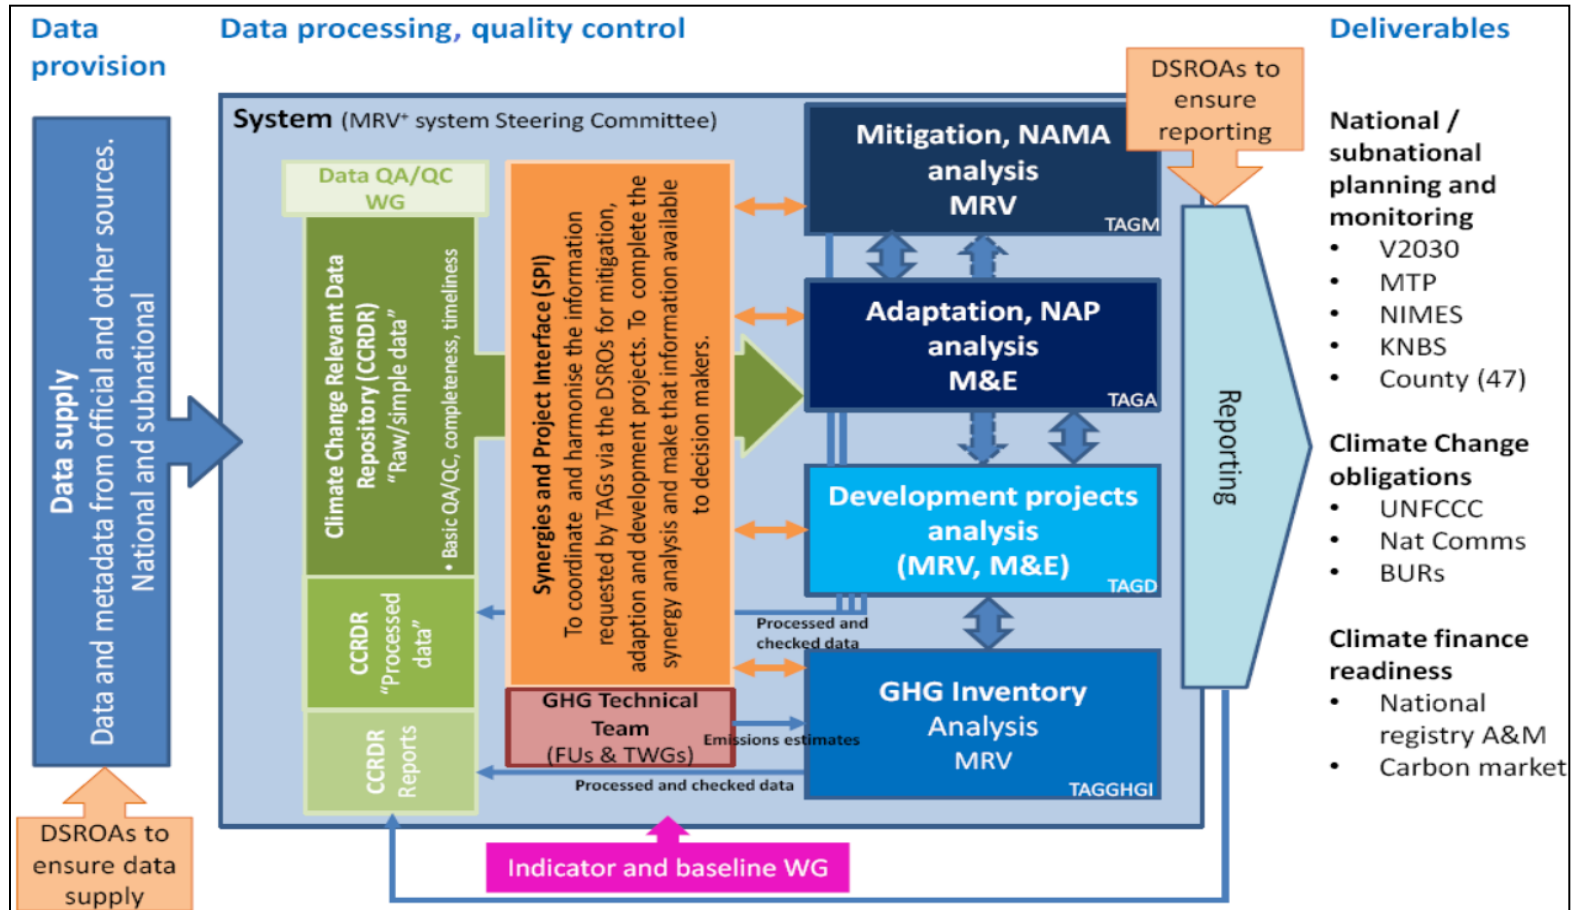 Data
provision
Data processing, quality control
Deliverables
Data supply
Data and metadata from official and other sources.
National and subnational
DSROAs to
ensure data
supply
System (MRV+ system Steering Committee)
Data QA/QC
WG
Climate Change Relevant Data
Repository (CCRDR)
“Raw/simple data”
• Basic QA/QC, completeness, timeliness
CCRDR
“Processed
data”
CCRDR
Reports
Synergies and Project Interface (SPI)
To coordinate and harmonise the information
requested by TAGs via the DSROs for mitigation,
adaption and development projects. To complete the
synergy analysis and make that information available
to decision makers.
GHG Technical
Team
(FUs & TWGs)
Mitigation, NAMA
analysis
MRV
TAGM
Adaptation, NAP
analysis
M&E
TAGA
Development projects
analysis
(MRV, M&E)
TAGD
Processed and
checked data
GHG Inventory
Analysis
MRV
TAGGHGI
Emissions estimates
Processed and checked data
Indicator and baseline WG
DSROAs to
ensure
reporting
Reporting
National /
subnational
planning and
monitoring
• V2030
• MTP
• NIMES
• KNBS
• County (47)
Climate Change
obligations
• UNFCCC
• Nat Comms
• BURs
Climate finance
readiness
• National
registry A&M
• Carbon market